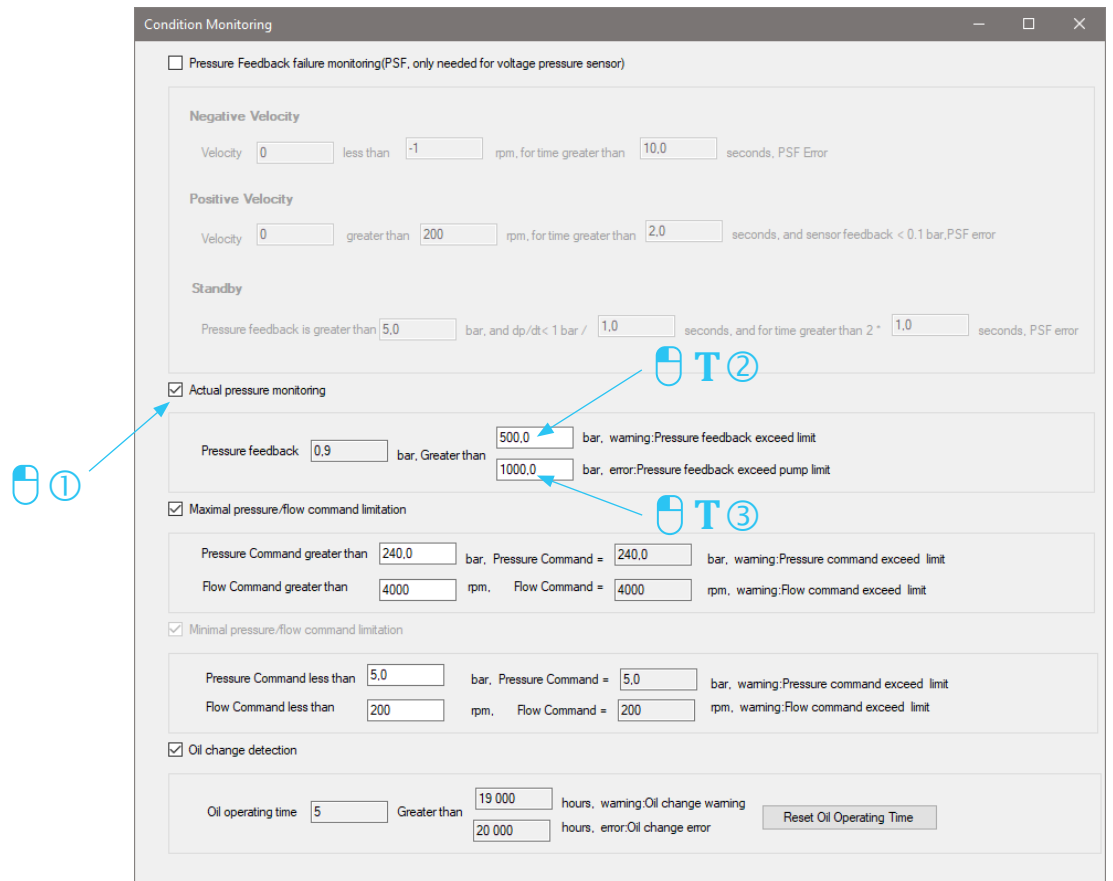 Condition Monitoring
Pressure Feedback failure monitoring(PSF, only needed for voltage pressure sensor)
Negative Velocity
Velocity 0 less than -1 rpm, for time greater than 10,0 seconds, PSF Error
Positive Velocity
Velocity 0 greater than 200 rpm, for time greater than 2,0 seconds, and sensor feedback < 0.1 bar,PSF error
Standby
Pressure feedback is greater than 5,0 bar, and dp/dt< 1 bar / 1,0 seconds, and for time greater than 2 * 1,0 seconds, PSF error
T ②
Actual pressure monitoring
500,0 bar, warning:Pressure feedback exceed limit
Pressure feedback 0,9 bar, Greater than
1000,0 bar, error:Pressure feedback exceed pump limit
①
T ③
Maximal pressure/flow command limitation
Pressure Command greater than 240,0 bar, Pressure Command = 240,0 bar, warning:Pressure command exceed limit
Flow Command greater than 4000 rpm, Flow Command = 4000 rpm, warning:Flow command exceed limit
Minimal pressure/flow command limitation
Pressure Command less than 5,0 bar, Pressure Command = 5,0 bar, warning:Pressure command exceed limit
Flow Command less than 200 rpm, Flow Command = 200 rpm, warning:Flow command exceed limit
Oil change detection
19 000 hours, warning:Oil change warning
Oil operating time 5 Greater than
20 000 hours, error:Oil change error
Reset Oil Operating Time